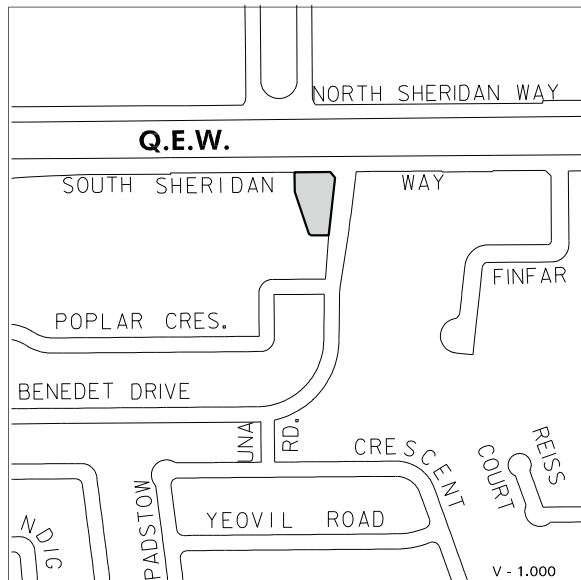 NORTH SHERIDAN WAY
Q.E.W.
SOUTH SHERIDAN WAY
FINFAR
POPLAR CRES.
BENEDET DRIVE
UNA RD.
CRESCENT
REISS
COURT
PADSTOW
YEOVIL ROAD
NDIG
V - 1.000